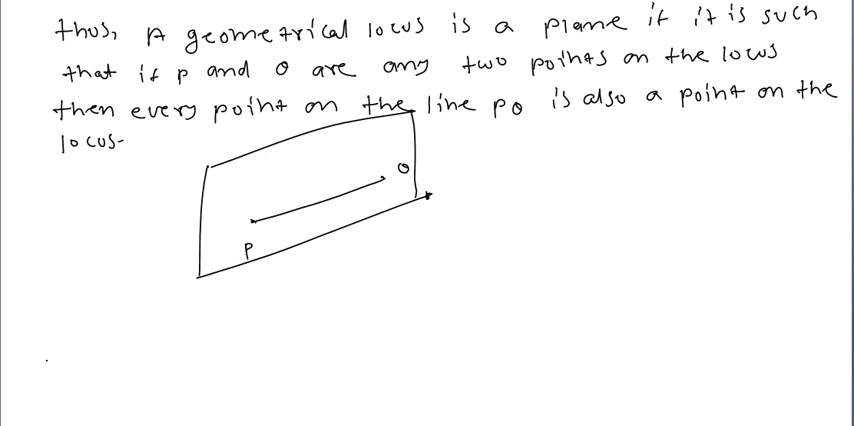 thus, A geometrical locus is a plane if it is such
that if P and Q are any two points on the locus
then every point on the line PQ is also a point on the
locus-
Q
P